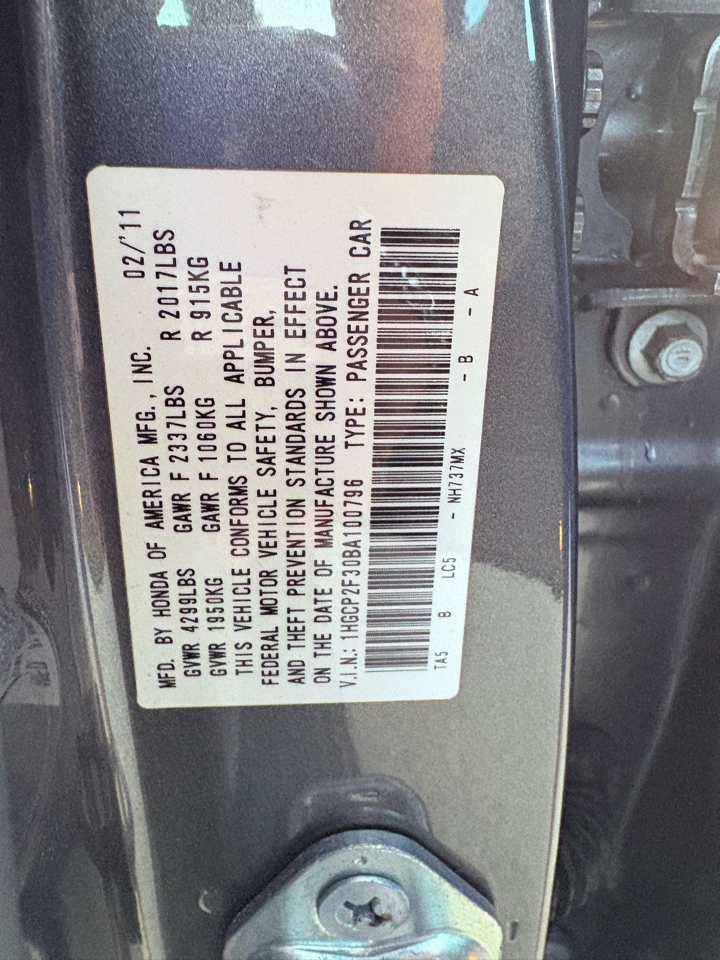 MFD. BY HONDA OF AMERICA MFG., INC. 02/'11
GVWR 4299LBS GAWR F 2337LBS R 2017LBS
GVWR 1950KG GAWR F 1060KG R 915KG
THIS VEHICLE CONFORMS TO ALL APPLICABLE
FEDERAL MOTOR VEHICLE SAFETY, BUMPER,
AND THEFT PREVENTION STANDARDS IN EFFECT
ON THE DATE OF MANUFACTURE SHOWN ABOVE.
V.I.N.: 1HGCP2F30BA100796 TYPE: PASSENGER CAR
TA5 B LC5 - NH737MX - B - A